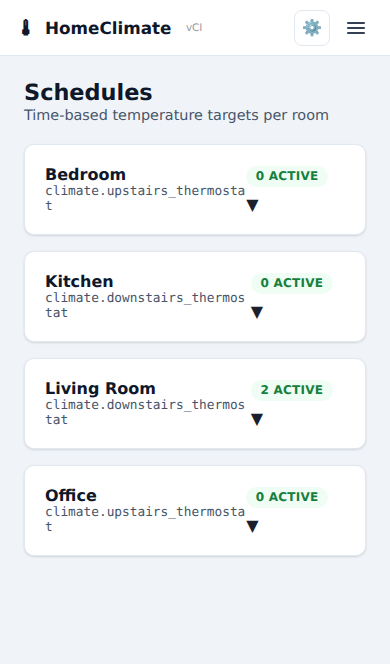 HomeClimate vCI
Schedules
Time-based temperature targets per room
Bedroom
0 ACTIVE
climate.upstairs_thermosta
t
▼
Kitchen
0 ACTIVE
climate.downstairs_thermos
tat
▼
Living Room
2 ACTIVE
climate.downstairs_thermos
tat
▼
Office
0 ACTIVE
climate.upstairs_thermosta
t
▼